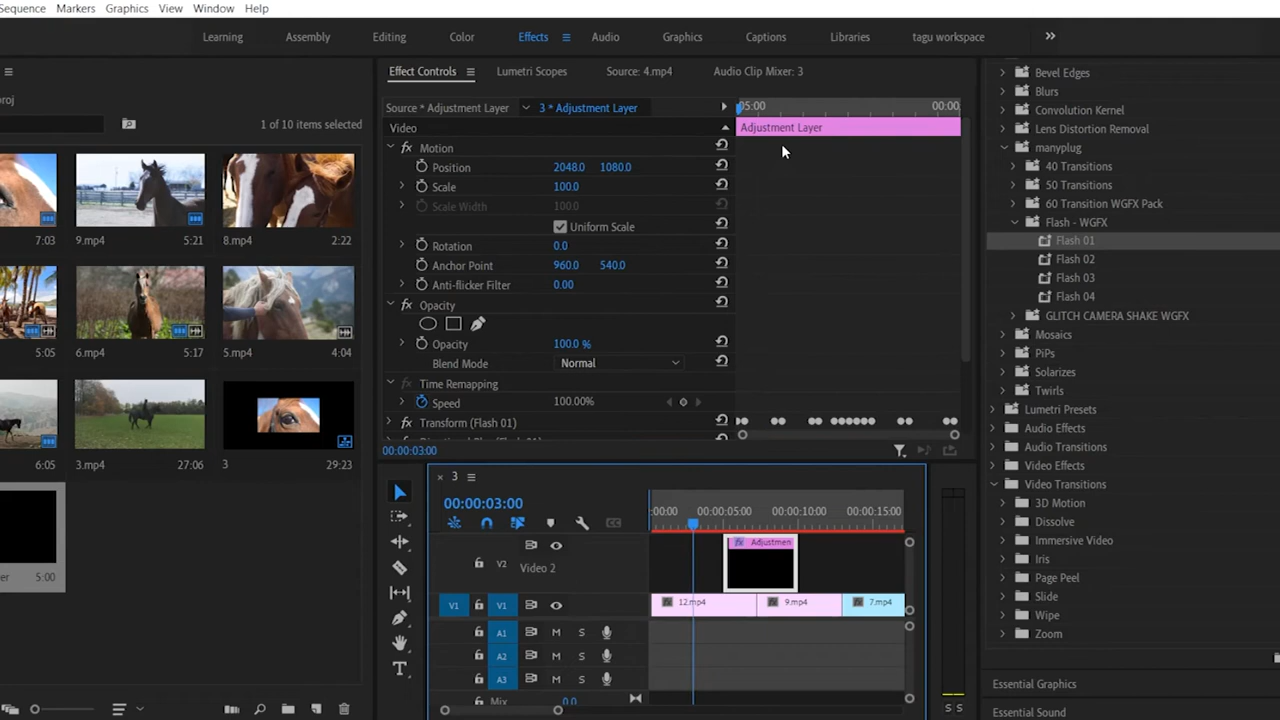 Sequence Markers Graphics View Window Help
Learning Assembly Editing Color Effects Audio Graphics Captions Libraries tagu workspace
Effect Controls Lumetri Scopes Source: 4.mp4 Audio Clip Mixer: 3
proj
1 of 10 items selected
7:03
9.mp4 5:21
8.mp4 2:22
5:05
6.mp4 5:17
5.mp4 4:04
6:05
3.mp4 27:06
3 29:23
5:00
Source * Adjustment Layer 3 * Adjustment Layer
05:00 00:00
Video
Adjustment Layer
fx Motion
Position 2048.0 1080.0
Scale 100.0
Scale Width 100.0
Uniform Scale
Rotation 0.0
Anchor Point 960.0 540.0
Anti-flicker Filter 0.00
fx Opacity
Opacity 100.0 %
Blend Mode Normal
fx Time Remapping
Speed 100.00%
fx Transform (Flash 01)
00:00:03:00
3
00:00:03:00
:00:00 00:00:05:00 00:00:10:00 00:00:15:00
fx Adjustmen
V2 Video 2
V1 V1 fx 12.mp4 fx 9.mp4 fx 7.mp4
A1 M S
A2 M S
A3 M S
Mix 0.0
S S
Bevel Edges
Blurs
Convolution Kernel
Lens Distortion Removal
manyplug
40 Transitions
50 Transitions
60 Transition WGFX Pack
Flash - WGFX
Flash 01
Flash 02
Flash 03
Flash 04
GLITCH CAMERA SHAKE WGFX
Mosaics
PiPs
Solarizes
Twirls
Lumetri Presets
Audio Effects
Audio Transitions
Video Effects
Video Transitions
3D Motion
Dissolve
Immersive Video
Iris
Page Peel
Slide
Wipe
Zoom
Essential Graphics
Essential Sound